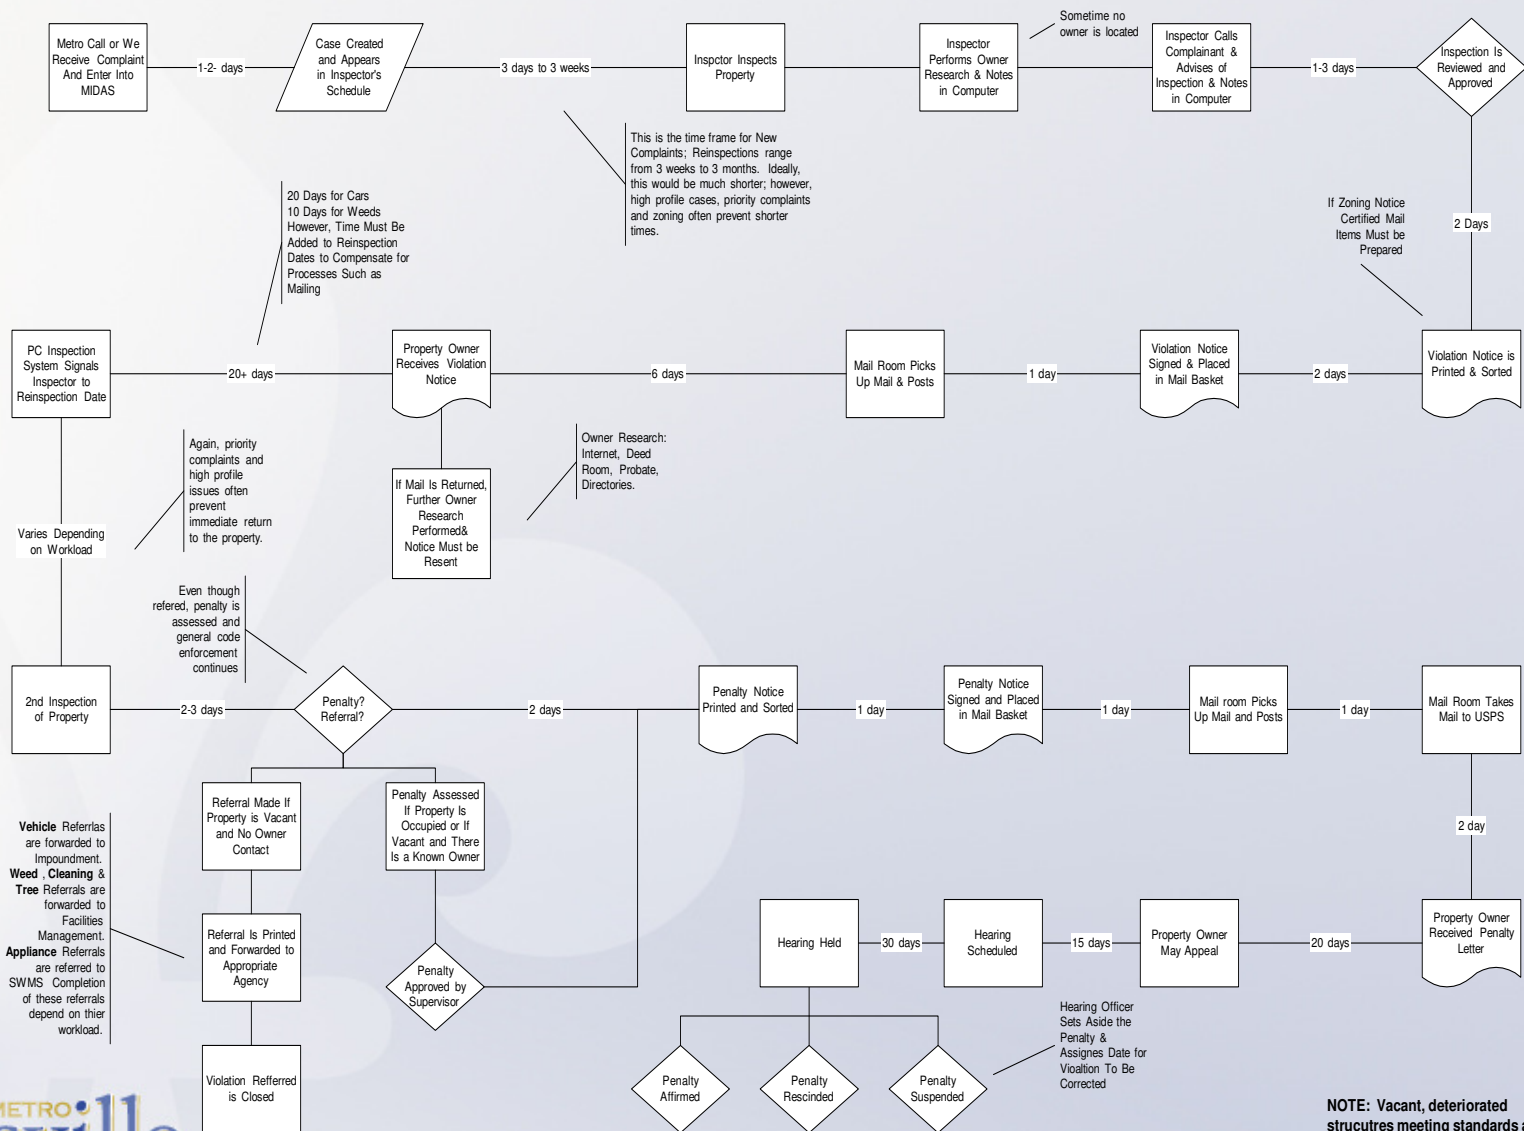 Metro Call or We
Receive Complaint
And Enter Into
MIDAS
1-2- days
Case Created
and Appears
in Inspector's
Schedule
3 days to 3 weeks
Inspctor Inspects
Property
Inspector
Performs Owner
Research & Notes
in Computer
Sometime no
owner is located
Inspector Calls
Complainant &
Advises of
Inspection & Notes
in Computer
1-3 days
Inspection Is
Reviewed and
Approved
This is the time frame for New
Complaints; Reinspections range
from 3 weeks to 3 months. Ideally,
this would be much shorter; however,
high profile cases, priority complaints
and zoning often prevent shorter
times.
20 Days for Cars
10 Days for Weeds
However, Time Must Be
Added to Reinspection
Dates to Compensate for
Processes Such as
Mailing
If Zoning Notice
Certified Mail
Items Must be
Prepared
2 Days
PC Inspection
System Signals
Inspector to
Reinspection Date
20+ days
Property Owner
Receives Violation
Notice
6 days
Mail Room Picks
Up Mail & Posts
1 day
Violation Notice
Signed & Placed
in Mail Basket
2 days
Violation Notice is
Printed & Sorted
Again, priority
complaints and
high profile
issues often
prevent
immediate return
to the property.
If Mail Is Returned,
Further Owner
Research
Performed&
Notice Must be
Resent
Owner Research:
Internet, Deed
Room, Probate,
Directories.
Varies Depending
on Workload
Even though
refered, penalty is
assessed and
general code
enforcement
continues
2nd Inspection
of Property
2-3 days
Penalty?
Referral?
2 days
Penalty Notice
Printed and Sorted
1 day
Penalty Notice
Signed and Placed
in Mail Basket
1 day
Mail room Picks
Up Mail and Posts
1 day
Mail Room Takes
Mail to USPS
Referral Made If
Property is Vacant
and No Owner
Contact
Penalty Assessed
If Property Is
Occupied or If
Vacant and There
Is a Known Owner
2 day
Vehicle Referrlas
are forwarded to
Impoundment.
Weed , Cleaning &
Tree Referrals are
forwarded to
Facilities
Management.
Appliance Referrals
are referred to
SWMS Completion
of these referrals
depend on thier
workload.
Referral Is Printed
and Forwarded to
Appropriate
Agency
Penalty
Approved by
Supervisor
Hearing Held
30 days
Hearing
Scheduled
15 days
Property Owner
May Appeal
20 days
Property Owner
Received Penalty
Letter
Violation Refferred
is Closed
Penalty
Affirmed
Penalty
Rescinded
Penalty
Suspended
Hearing Officer
Sets Aside the
Penalty &
Assignes Date for
Vioaltion To Be
Corrected
METRO
NOTE: Vacant, deteriorated
strucutres meeting standards